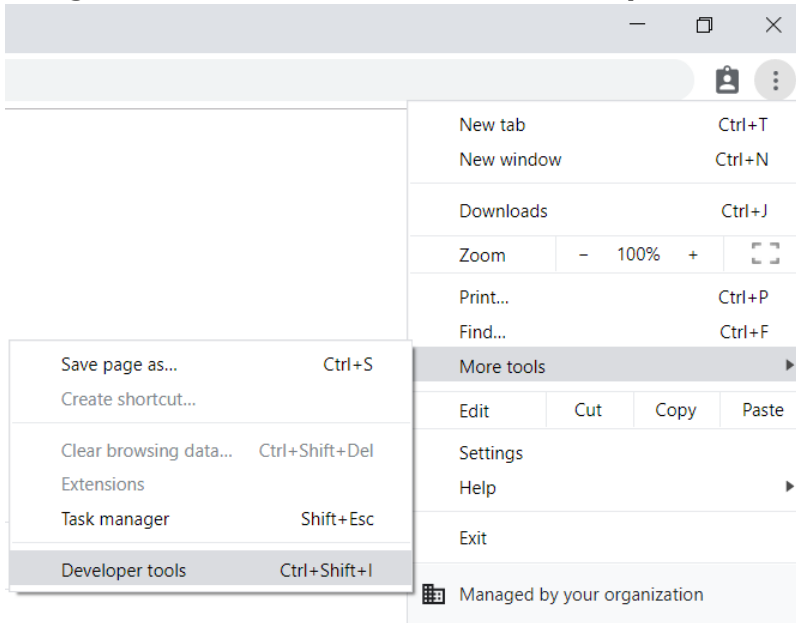 New tab Ctrl+T
New window Ctrl+N
Downloads Ctrl+J
Zoom - 100% +
Print... Ctrl+P
Find... Ctrl+F
More tools
Edit Cut Copy Paste
Settings
Help
Exit
Managed by your organization
Save page as... Ctrl+S
Create shortcut...
Clear browsing data... Ctrl+Shift+Del
Extensions
Task manager Shift+Esc
Developer tools Ctrl+Shift+I